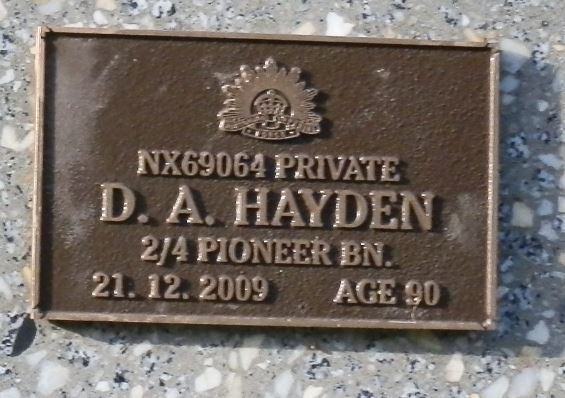 NX69064 PRIVATE
D. A. HAYDEN
2/4 PIONEER BN.
21. 12. 2009 AGE 90